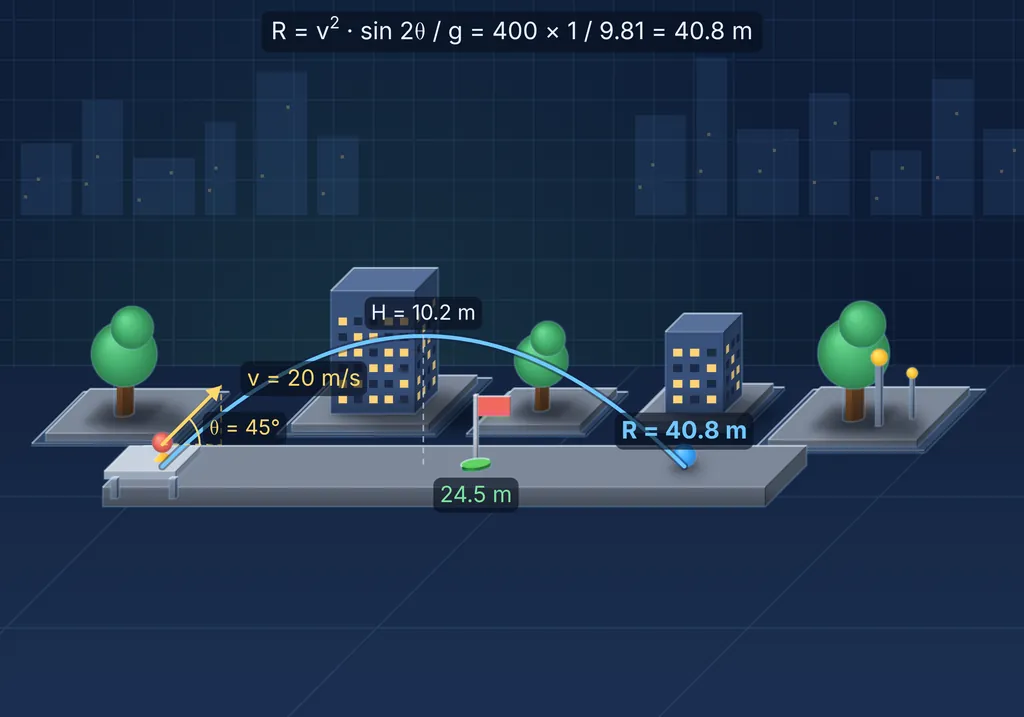 R = v² · sin 2θ / g = 400 × 1 / 9.81 = 40.8 m
H = 10.2 m
v = 20 m/s
θ = 45°
R = 40.8 m
24.5 m